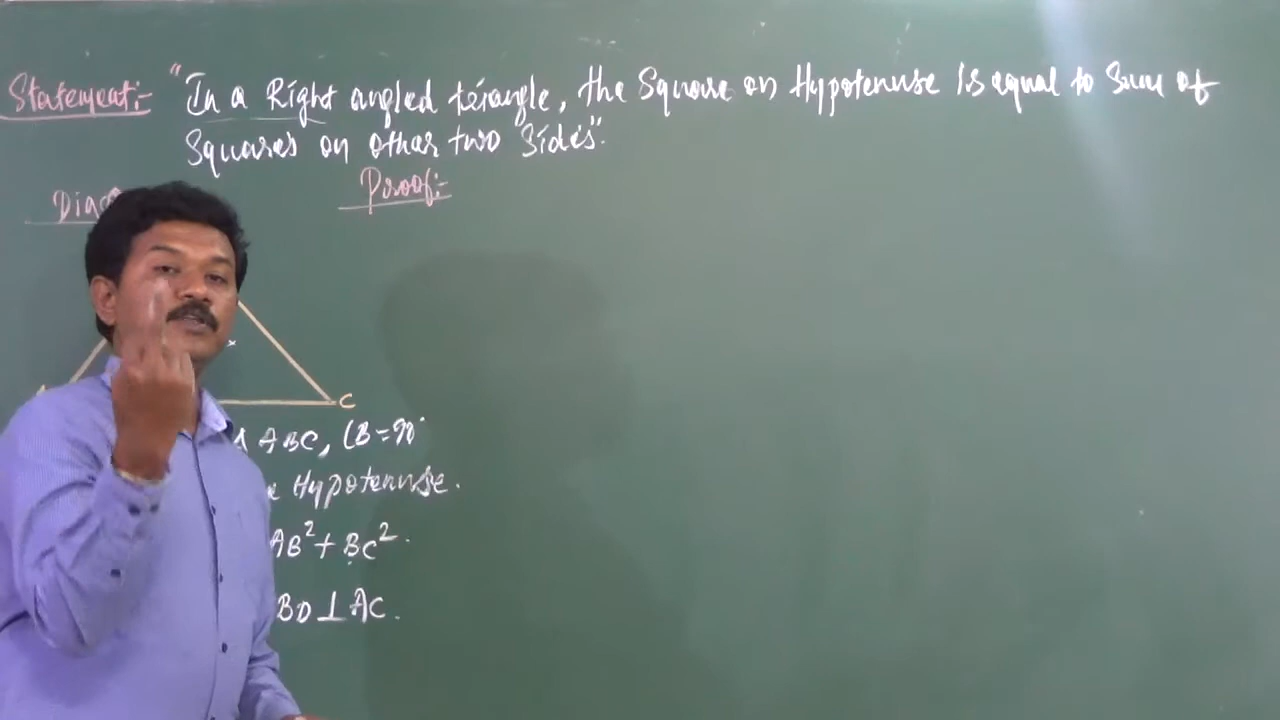 Statement:- "In a Right angled triangle, the Square on Hypotenuse is equal to Sum of
Squares on other two Sides".
Proof:-
C
ABC, ∠B=90°
Hypotenuse.
AB²+BC².
BD⊥AC.